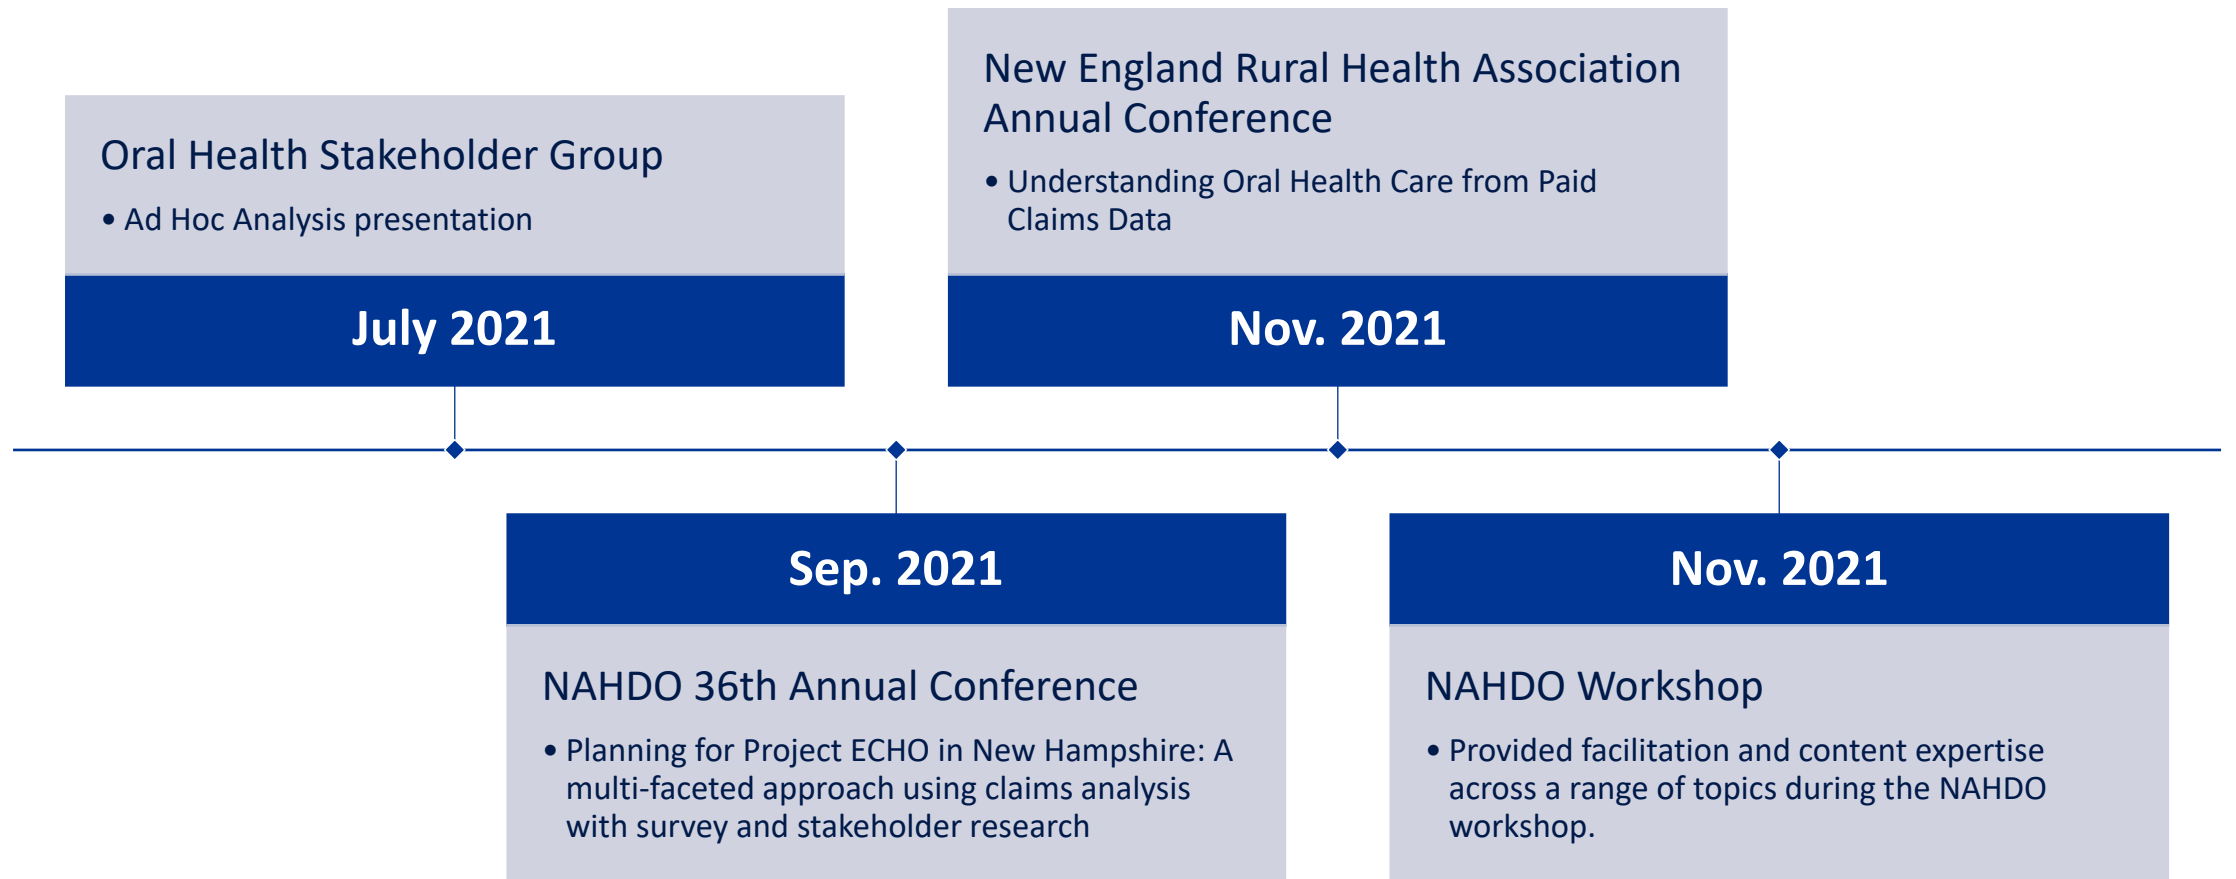 Oral Health Stakeholder Group
• Ad Hoc Analysis presentation
July 2021
Sep. 2021
NAHDO 36th Annual Conference
• Planning for Project ECHO in New Hampshire: A
multi-faceted approach using claims analysis
with survey and stakeholder research
New England Rural Health Association
Annual Conference
• Understanding Oral Health Care from Paid
Claims Data
Nov. 2021
Nov. 2021
NAHDO Workshop
• Provided facilitation and content expertise
across a range of topics during the NAHDO
workshop.